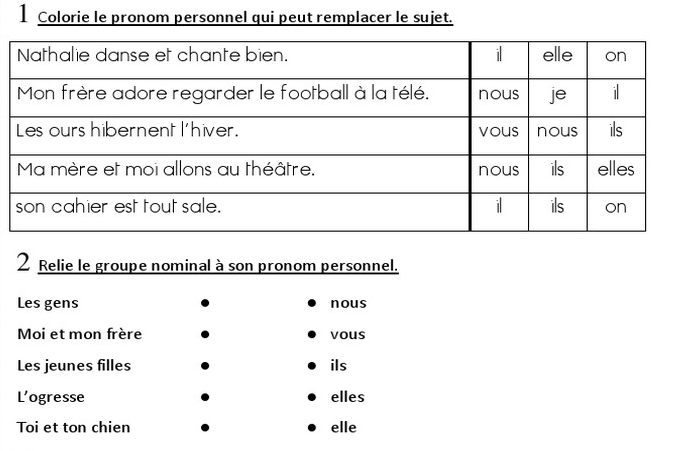 1 Colorie le pronom personnel qui peut remplacer le sujet.
Nathalie danse et chante bien. il elle on
Mon frère adore regarder le football à la télé. nous je il
Les ours hibernent l'hiver. vous nous ils
Ma mère et moi allons au théâtre. nous ils elles
son cahier est tout sale. il ils on
2 Relie le groupe nominal à son pronom personnel.
Les gens • • nous
Moi et mon frère • • vous
Les jeunes filles • • ils
L'ogresse • • elles
Toi et ton chien • • elle